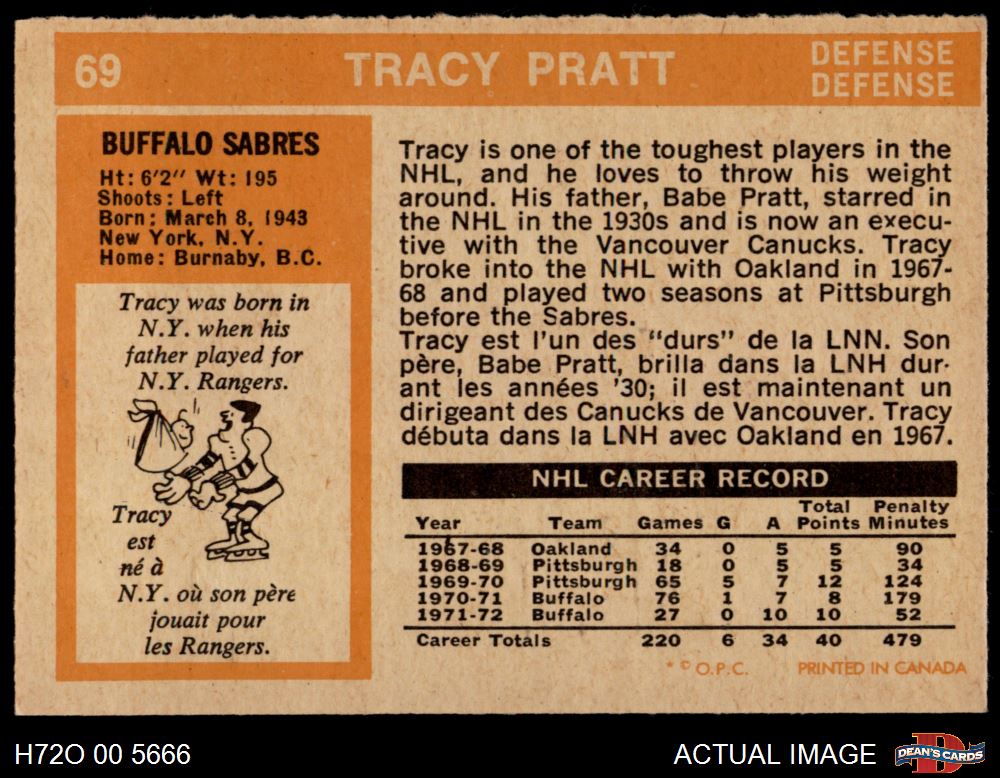 69
TRACY PRATT
DEFENSE
DEFENSE
BUFFALO SABRES
Ht: 6'2'' Wt: 195
Shoots: Left
Born: March 8, 1943
New York, N.Y.
Home: Burnaby, B.C.
Tracy was born in
N.Y. when his
father played for
N.Y. Rangers.
Tracy
est
né à
N.Y. où son père
jouait pour
les Rangers.
Tracy is one of the toughest players in the
NHL, and he loves to throw his weight
around. His father, Babe Pratt, starred in
the NHL in the 1930s and is now an execu-
tive with the Vancouver Canucks. Tracy
broke into the NHL with Oakland in 1967-
68 and played two seasons at Pittsburgh
before the Sabres.
Tracy est l'un des "durs" de la LNN. Son
père, Babe Pratt, brilla dans la LNH dur-
ant les années '30; il est maintenant un
dirigeant des Canucks de Vancouver. Tracy
débuta dans la LNH avec Oakland en 1967.
NHL CAREER RECORD
Year Team Games G A Total Points Penalty Minutes
1967-68 Oakland 34 0 5 5 90
1968-69 Pittsburgh 18 0 5 5 34
1969-70 Pittsburgh 65 5 7 12 124
1970-71 Buffalo 76 1 7 8 179
1971-72 Buffalo 27 0 10 10 52
Career Totals 220 6 34 40 479
* © O.P.C. PRINTED IN CANADA
H72O 00 5666
ACTUAL IMAGE
DEAN'S CARDS